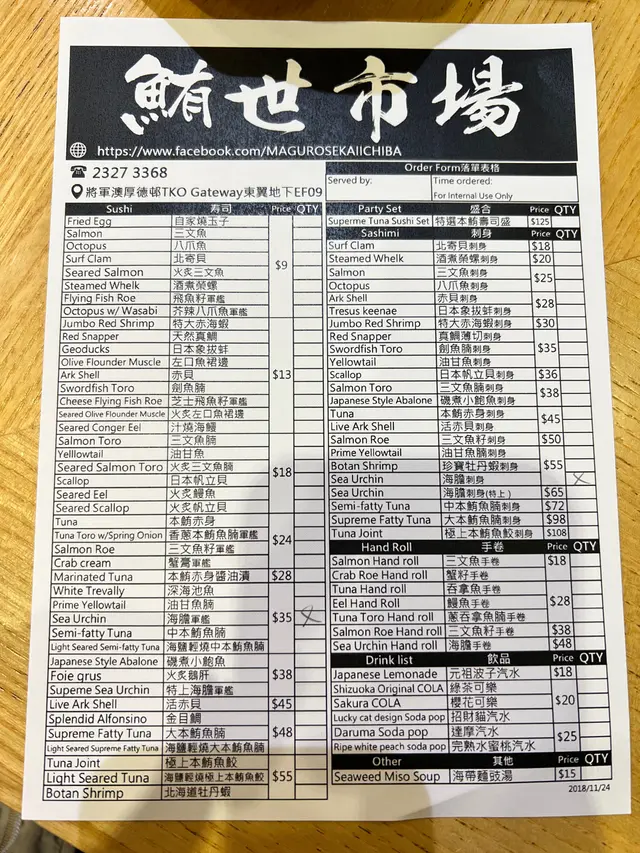 鮪世市場
https://www.facebook.com/MAGUROSEKAIICHIBA
☎ 2327 3368
將軍澳厚德邨TKO Gateway東翼地下EF09
Order Form落單表格
Served by: Time ordered:
For Internal Use Only
Sushi 寿司 Price QTY
Fried Egg 自家燒玉子
Salmon 三文魚
Octopus 八爪魚
Surf Clam 北寄貝
$9
Seared Salmon 火炙三文魚
Steamed Whelk 酒煮榮螺
Flying Fish Roe 飛魚籽軍艦
Octopus w/ Wasabi 芥辣八爪魚軍艦
Jumbo Red Shrimp 特大赤海蝦
Red Snapper 天然真鯛
Geoducks 日本象拔蚌
Olive Flounder Muscle 左口魚裙邊
Ark Shell 赤貝 $13
Swordfish Toro 劍魚腩
Cheese Flying Fish Roe 芝士飛魚籽軍艦
Seared Olive Flounder Muscle 火炙左口魚裙邊
Seared Conger Eel 汁燒海鰻
Salmon Toro 三文魚腩
Yelllowtail 油甘魚
Seared Salmon Toro 火炙三文魚腩 $18
Scallop 日本帆立貝
Seared Eel 火炙鰻魚
Seared Scallop 火炙帆立貝
Tuna 本鮪赤身
Tuna Toro w/Spring Onion 香蔥本鮪魚腩軍艦 $24
Salmon Roe 三文魚籽軍艦
Crab cream 蟹膏軍艦
Marinated Tuna 本鮪赤身醬油漬 $28
White Trevally 深海池魚
Prime Yellowtail 油甘魚腩
Sea Urchin 海膽軍艦 $35
Semi-fatty Tuna 中本鮪魚腩
Light Seared Semi-fatty Tuna 海鹽輕燒中本鮪魚腩
Japanese Style Abalone 磯煮小鮑魚
Foie qrus 火炙鵝肝 $38
Supeme Sea Urchin 特上海膽軍艦
Live Ark Shell 活赤貝 $45
Splendid Alfonsino 金目鯛
Supreme Fatty Tuna 大本鮪魚腩 $48
Light Seared Supreme Fatty Tuna 海鹽輕燒大本鮪魚腩
Tuna Joint 極上本鮪魚鮫
Light Seared Tuna 海鹽輕燒極上本鮪魚鮫 $55
Botan Shrimp 北海道牡丹蝦
Party Set 盛合 Price QTY
Superme Tuna Sushi Set 特選本鮪壽司盛 $125
Sashimi 刺身 Price QTY
Surf Clam 北寄貝刺身 $18
Steamed Whelk 酒煮榮螺刺身 $20
Salmon 三文魚刺身
$25
Octopus 八爪魚刺身
Ark Shell 赤貝刺身
$28
Tresus keenae 日本象拔蚌刺身
Jumbo Red Shrimp 特大赤海蝦刺身 $30
Red Snapper 真鯛薄切刺身
Swordfish Toro 劍魚腩刺身 $35
Yellowtail 油甘魚刺身
Scallop 日本帆立貝刺身 $36
Salmon Toro 三文魚腩刺身
$38
Japanese Style Abalone 磯煮小鮑魚刺身
Tuna 本鮪赤身刺身
$45
Live Ark Shell 活赤貝刺身
Salmon Roe 三文魚籽刺身 $50
Prime Yellowtail 油甘魚腩刺身
Botan Shrimp 珍寶牡丹蝦刺身 $55
Sea Urchin 海膽刺身
Sea Urchin 海膽刺身(特上) $65
Semi-fatty Tuna 中本鮪魚腩刺身 $72
Supreme Fatty Tuna 大本鮪魚腩刺身 $98
Tuna Joint 極上本鮪魚鮫刺身 $108
Hand Roll 手卷 Price QTY
Salmon Hand roll 三文魚手卷 $18
Crab Roe Hand roll 蟹籽手卷
Tuna Hand roll 吞拿魚手卷
$28
Eel Hand Roll 鰻魚手卷
Tuna Toro Hand roll 蔥吞拿魚腩手卷
Salmon Roe Hand roll 三文魚籽手卷 $38
Sea Urchin Hand roll 海膽手卷 $48
Drink list 飲品 Price QTY
Japanese Lemonade 元祖波子汽水 $18
Shizuoka Original COLA 綠茶可樂
Sakura COLA 櫻花可樂 $20
Lucky cat design Soda pop 招財貓汽水
Daruma Soda pop 達摩汽水
$25
Ripe white peach soda pop 完熟水蜜桃汽水
Other 其他 Price QTY
Seaweed Miso Soup 海帶麵豉湯 $15
2018/11/24